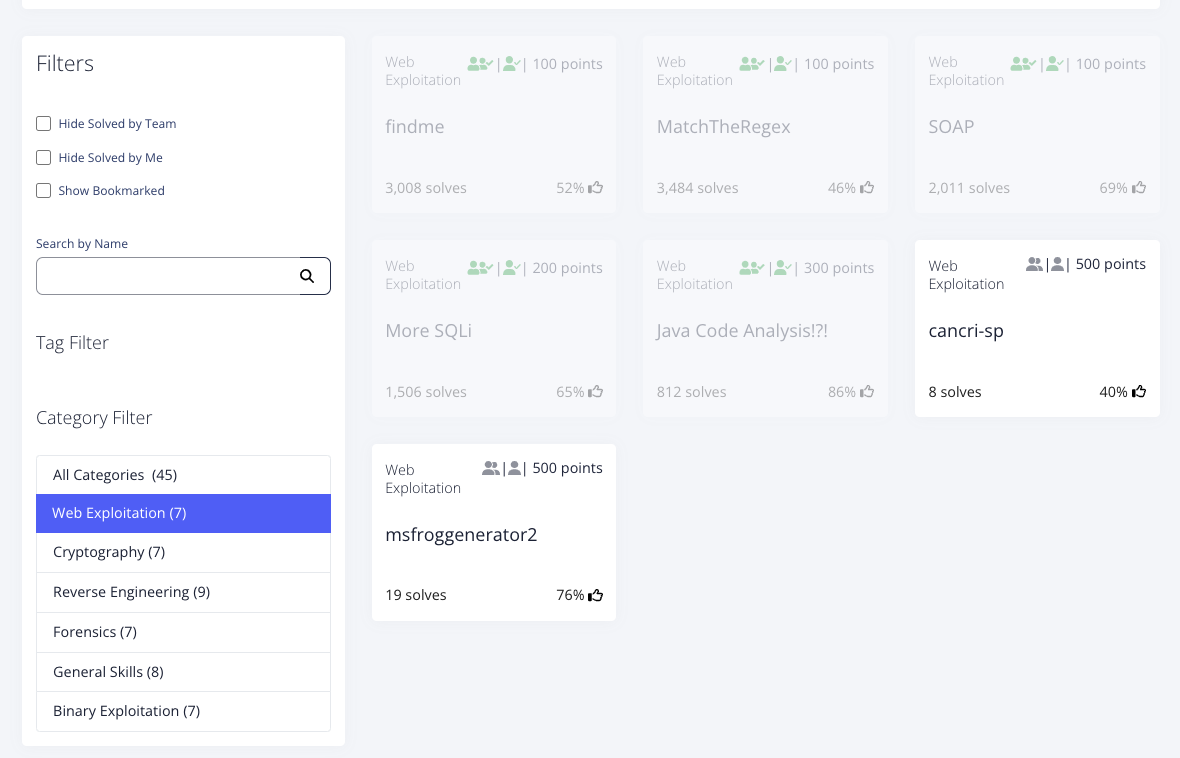 Filters
Hide Solved by Team
Hide Solved by Me
Show Bookmarked
Search by Name
Tag Filter
Category Filter
All Categories (45)
Web Exploitation (7)
Cryptography (7)
Reverse Engineering (9)
Forensics (7)
General Skills (8)
Binary Exploitation (7)
Web Exploitation | | 100 points
findme
3,008 solves 52%
Web Exploitation | | 100 points
MatchTheRegex
3,484 solves 46%
Web Exploitation | | 100 points
SOAP
2,011 solves 69%
Web Exploitation | | 200 points
More SQLi
1,506 solves 65%
Web Exploitation | | 300 points
Java Code Analysis!?!
812 solves 86%
Web Exploitation | | 500 points
cancri-sp
8 solves 40%
Web Exploitation | | 500 points
msfroggenerator2
19 solves 76%